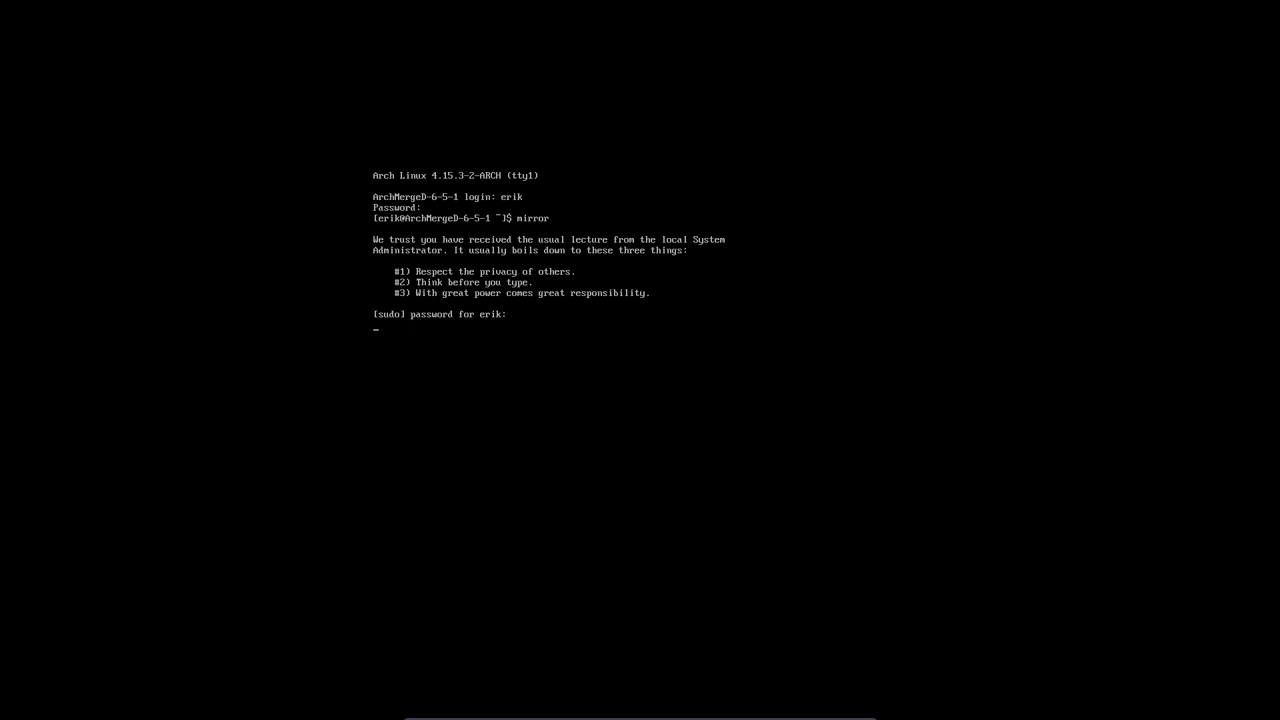 Arch Linux 4.15.3-2-ARCH (tty1)
ArchMergeD-6-5-1 login: erik
Password:
[erik@ArchMergeD-6-5-1 ~]$ mirror
We trust you have received the usual lecture from the local System
Administrator. It usually boils down to these three things:
#1) Respect the privacy of others.
#2) Think before you type.
#3) With great power comes great responsibility.
[sudo] password for erik: